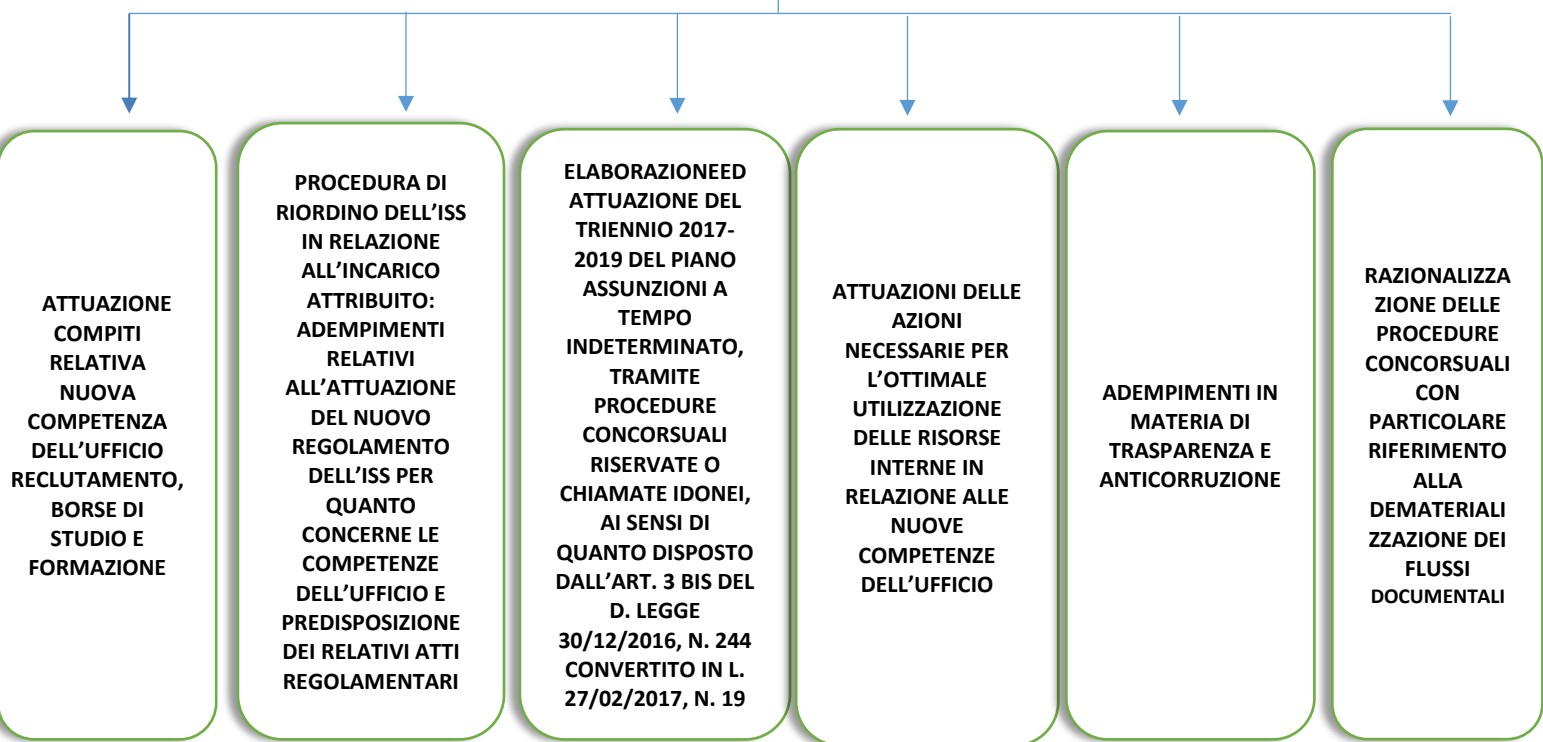 ATTUAZIONE
COMPITI
RELATIVA
NUOVA
COMPETENZA
DELL’UFFICIO
RECLUTAMENTO,
BORSE DI
STUDIO E
FORMAZIONE
PROCEDURA DI
RIORDINO DELL’ISS
IN RELAZIONE
ALL’INCARICO
ATTRIBUITO:
ADEMPIMENTI
RELATIVI
ALL’ATTUAZIONE
DEL NUOVO
REGOLAMENTO
DELL’ISS PER
QUANTO
CONCERNE LE
COMPETENZE
DELL’UFFICIO E
PREDISPOSIZIONE
DEI RELATIVI ATTI
REGOLAMENTARI
ELABORAZIONEED
ATTUAZIONE DEL
TRIENNIO 2017-
2019 DEL PIANO
ASSUNZIONI A
TEMPO
INDETERMINATO,
TRAMITE
PROCEDURE
CONCORSUALI
RISERVATE O
CHIAMATE IDONEI,
AI SENSI DI
QUANTO DISPOSTO
DALL’ART. 3 BIS DEL
D. LEGGE
30/12/2016, N. 244
CONVERTITO IN L.
27/02/2017, N. 19
ATTUAZIONI DELLE
AZIONI
NECESSARIE PER
L’OTTIMALE
UTILIZZAZIONE
DELLE RISORSE
INTERNE IN
RELAZIONE ALLE
NUOVE
COMPETENZE
DELL’UFFICIO
ADEMPIMENTI IN
MATERIA DI
TRASPARENZA E
ANTICORRUZIONE
RAZIONALIZZA
ZIONE DELLE
PROCEDURE
CONCORSUALI
CON
PARTICOLARE
RIFERIMENTO
ALLA
DEMATERIALI
ZZAZIONE DEI
FLUSSI
DOCUMENTALI